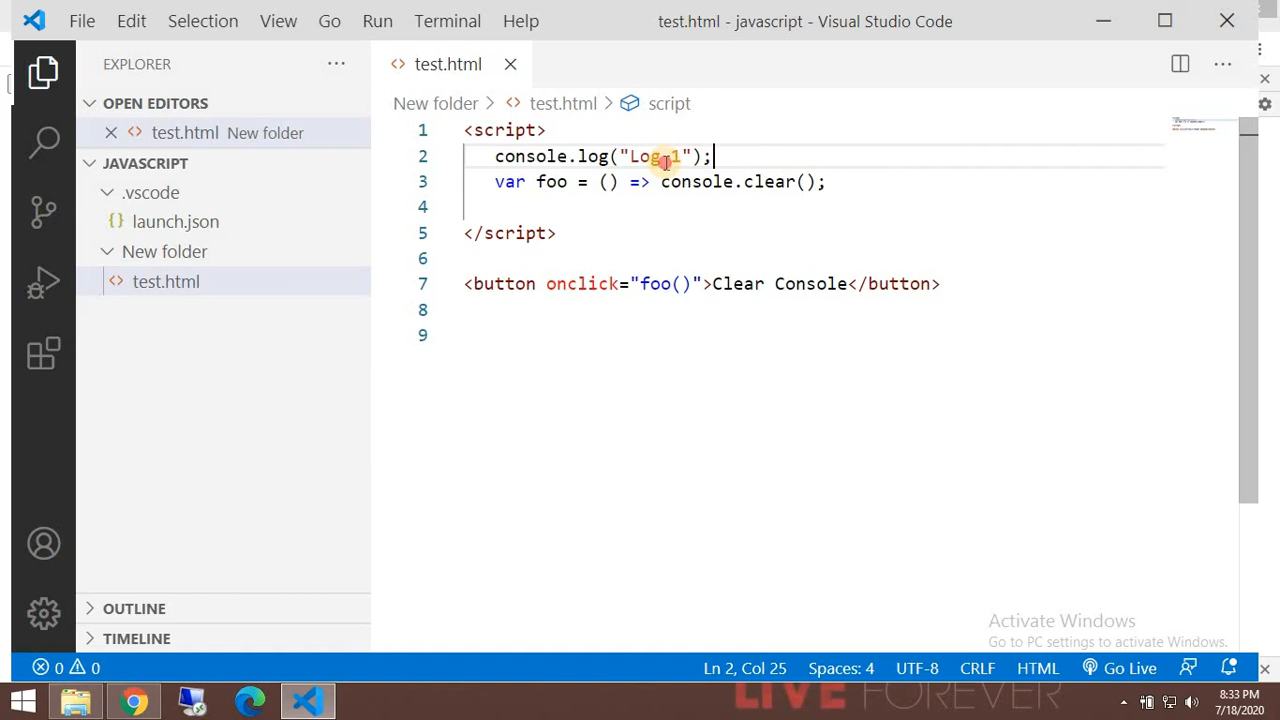 File Edit Selection View Go Run Terminal Help test.html - javascript - Visual Studio Code
EXPLORER
test.html
OPEN EDITORS
test.html New folder
JAVASCRIPT
.vscode
launch.json
New folder
test.html
OUTLINE
TIMELINE
New folder > test.html > script
1 <script>
2 console.log("Log 1");
3 var foo = () => console.clear();
4
5 </script>
6
7 <button onclick="foo()">Clear Console</button>
8
9
Activate Windows
Go to PC settings to activate Windows.
0 0 Ln 2, Col 25 Spaces: 4 UTF-8 CRLF HTML Go Live
LIVE FOREVER
8:33 PM
7/18/2020